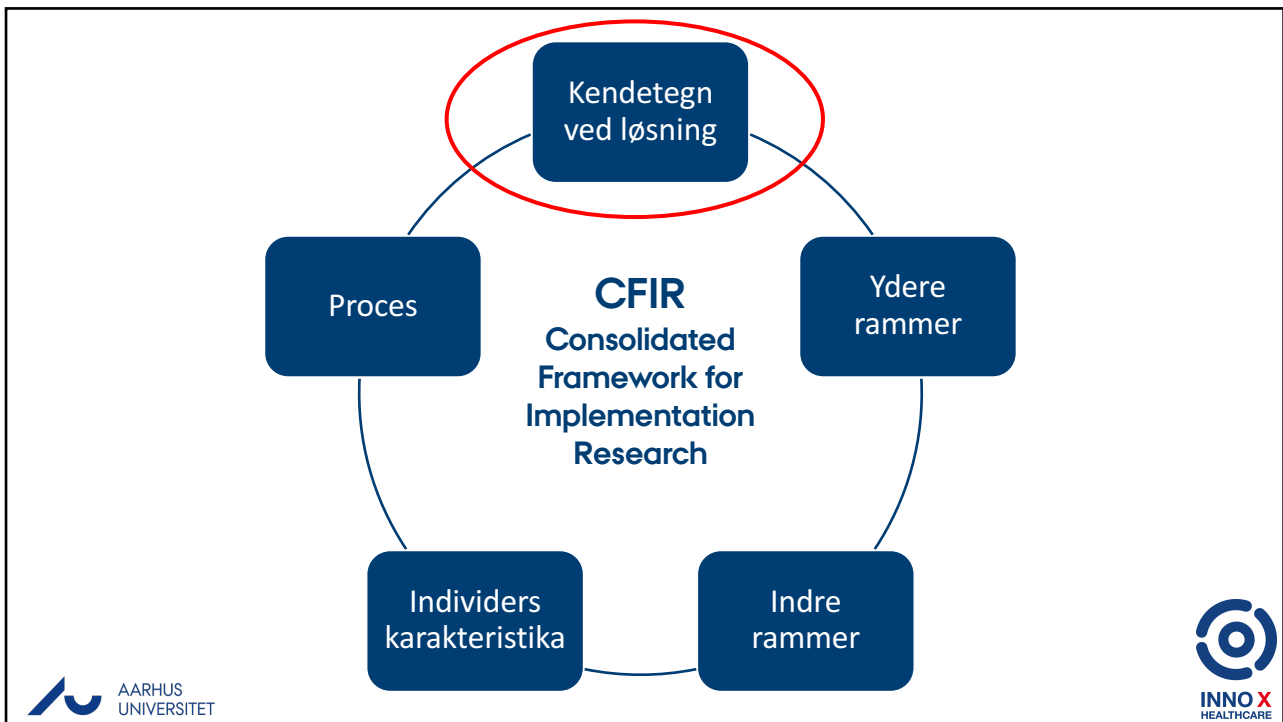 Kendetegn
ved løsning
Proces
CFIR
Consolidated
Framework for
Implementation
Research
Ydere
rammer
Individers
karakteristika
Indre
rammer
AARHUS
UNIVERSITET
INNO X
HEALTHCARE